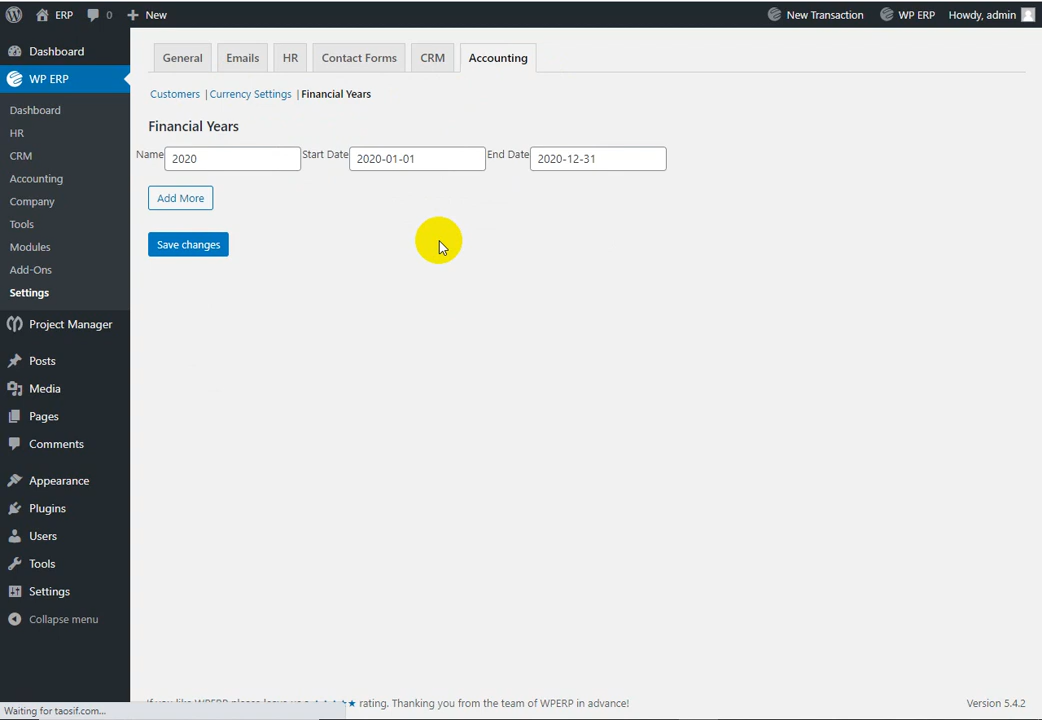 ERP 0 New New Transaction WP ERP Howdy, admin
Dashboard
WP ERP
Dashboard
HR
CRM
Accounting
Company
Tools
Modules
Add-Ons
Settings
Project Manager
Posts
Media
Pages
Comments
Appearance
Plugins
Users
Tools
Settings
Collapse menu
General Emails HR Contact Forms CRM Accounting
Customers | Currency Settings | Financial Years
Financial Years
Name 2020 Start Date 2020-01-01 End Date 2020-12-31
Add More
Save changes
If you like WPERP please leave us a ★★★★★ rating. Thanking you from the team of WPERP in advance! Version 5.4.2
Waiting for taosif.com...